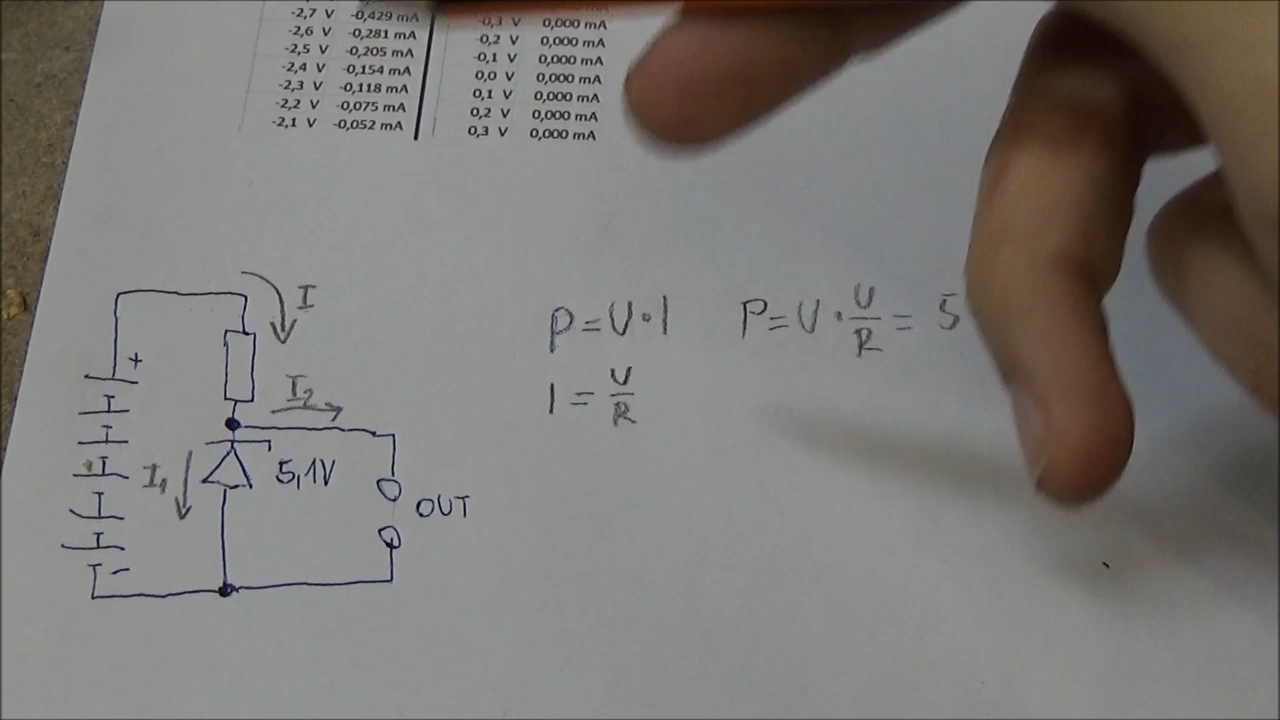 -2,7 V -0,429 mA
-2,6 V -0,281 mA
-2,5 V -0,205 mA
-2,4 V -0,154 mA
-2,3 V -0,118 mA
-2,2 V -0,075 mA
-2,1 V -0,052 mA
-0,3 V 0,000 mA
-0,2 V 0,000 mA
-0,1 V 0,000 mA
0,0 V 0,000 mA
0,1 V 0,000 mA
0,2 V 0,000 mA
0,3 V 0,000 mA
I
+
I2
I1
5,1V
OUT
-
P=U·I
I=U/R
P=U·U/R=5